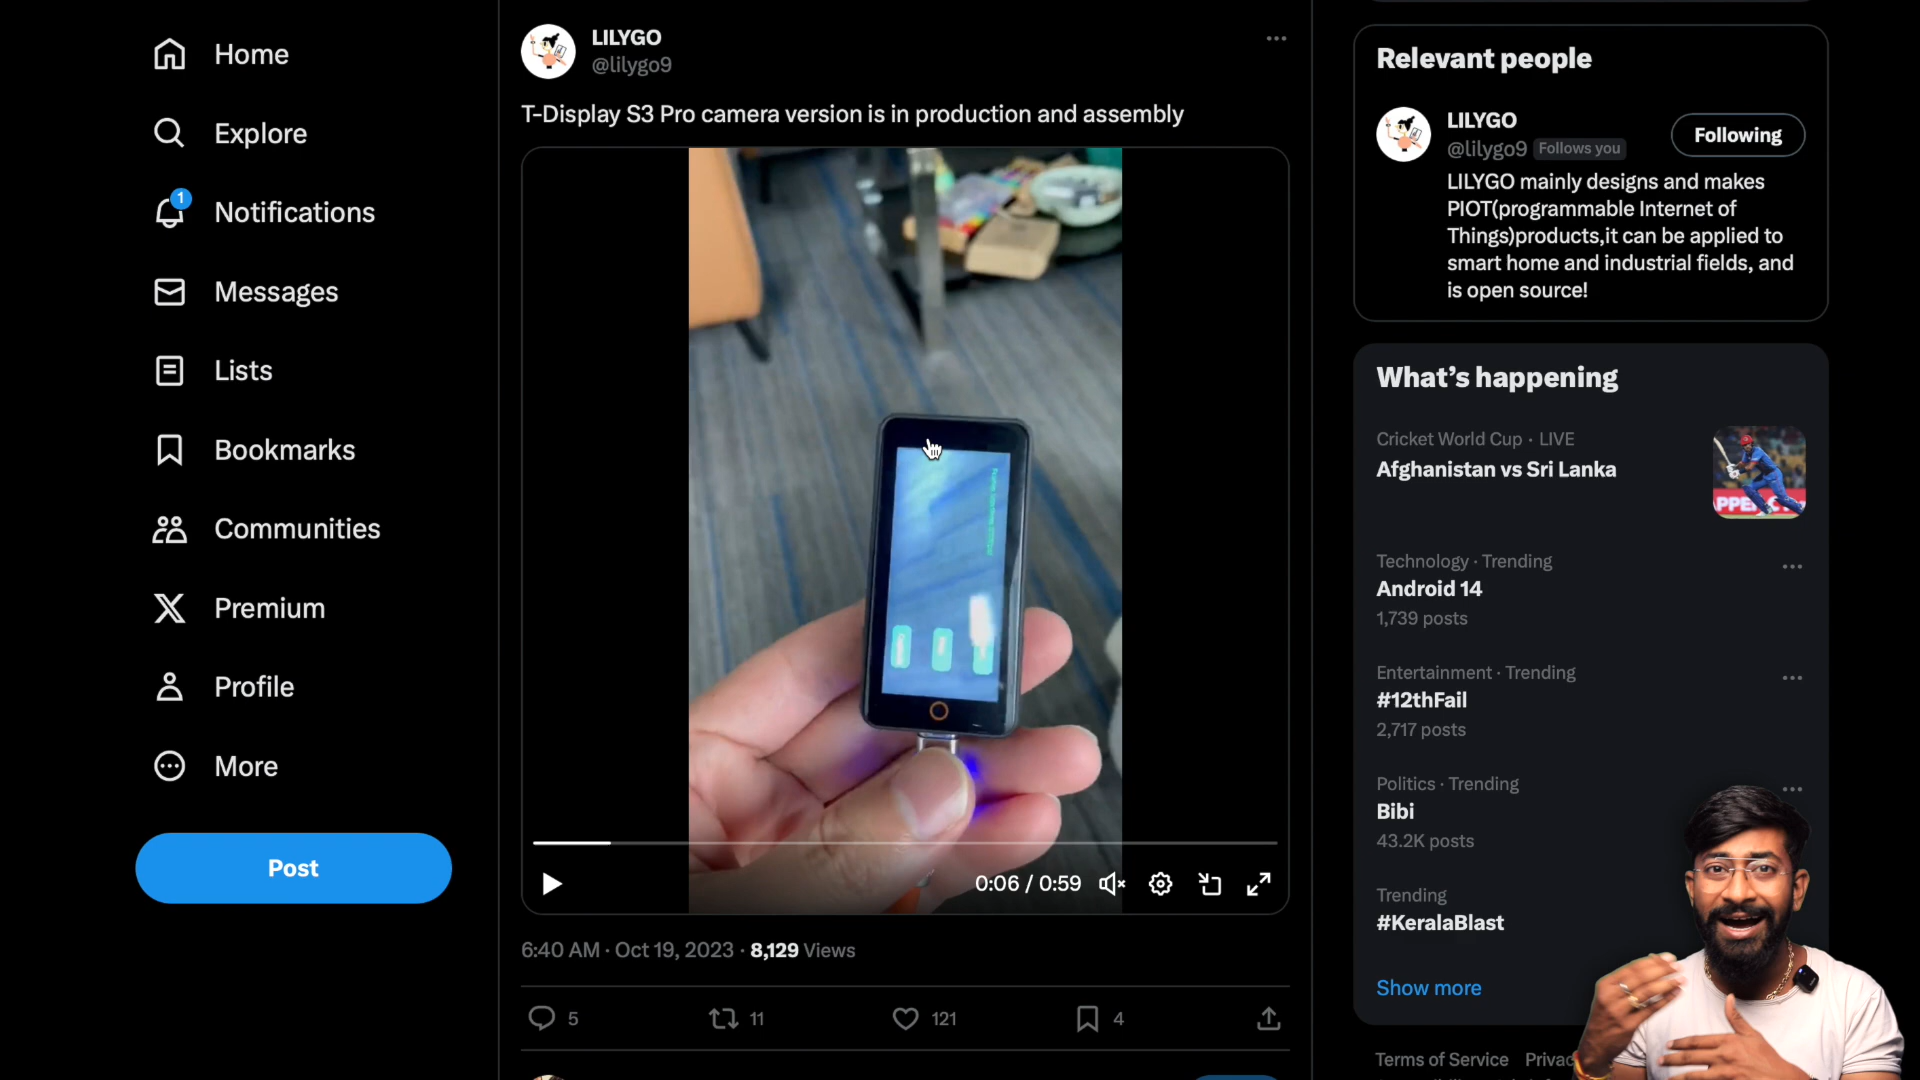 Home
Explore
1
Notifications
Messages
Lists
Bookmarks
Communities
Premium
Profile
More
Post
LILYGO
@lilygo9
T-Display S3 Pro camera version is in production and assembly
0:06 / 0:59
6:40 AM · Oct 19, 2023 · 8,129 Views
5
11
121
4
Relevant people
LILYGO
@lilygo9 Follows you
Following
LILYGO mainly designs and makes
PIOT(programmable Internet of
Things)products,it can be applied to
smart home and industrial fields, and
is open source!
What's happening
Cricket World Cup · LIVE
Afghanistan vs Sri Lanka
Technology · Trending
Android 14
1,739 posts
Entertainment · Trending
#12thFail
2,717 posts
Politics · Trending
Bibi
43.2K posts
Trending
#KeralaBlast
Show more
Terms of Service